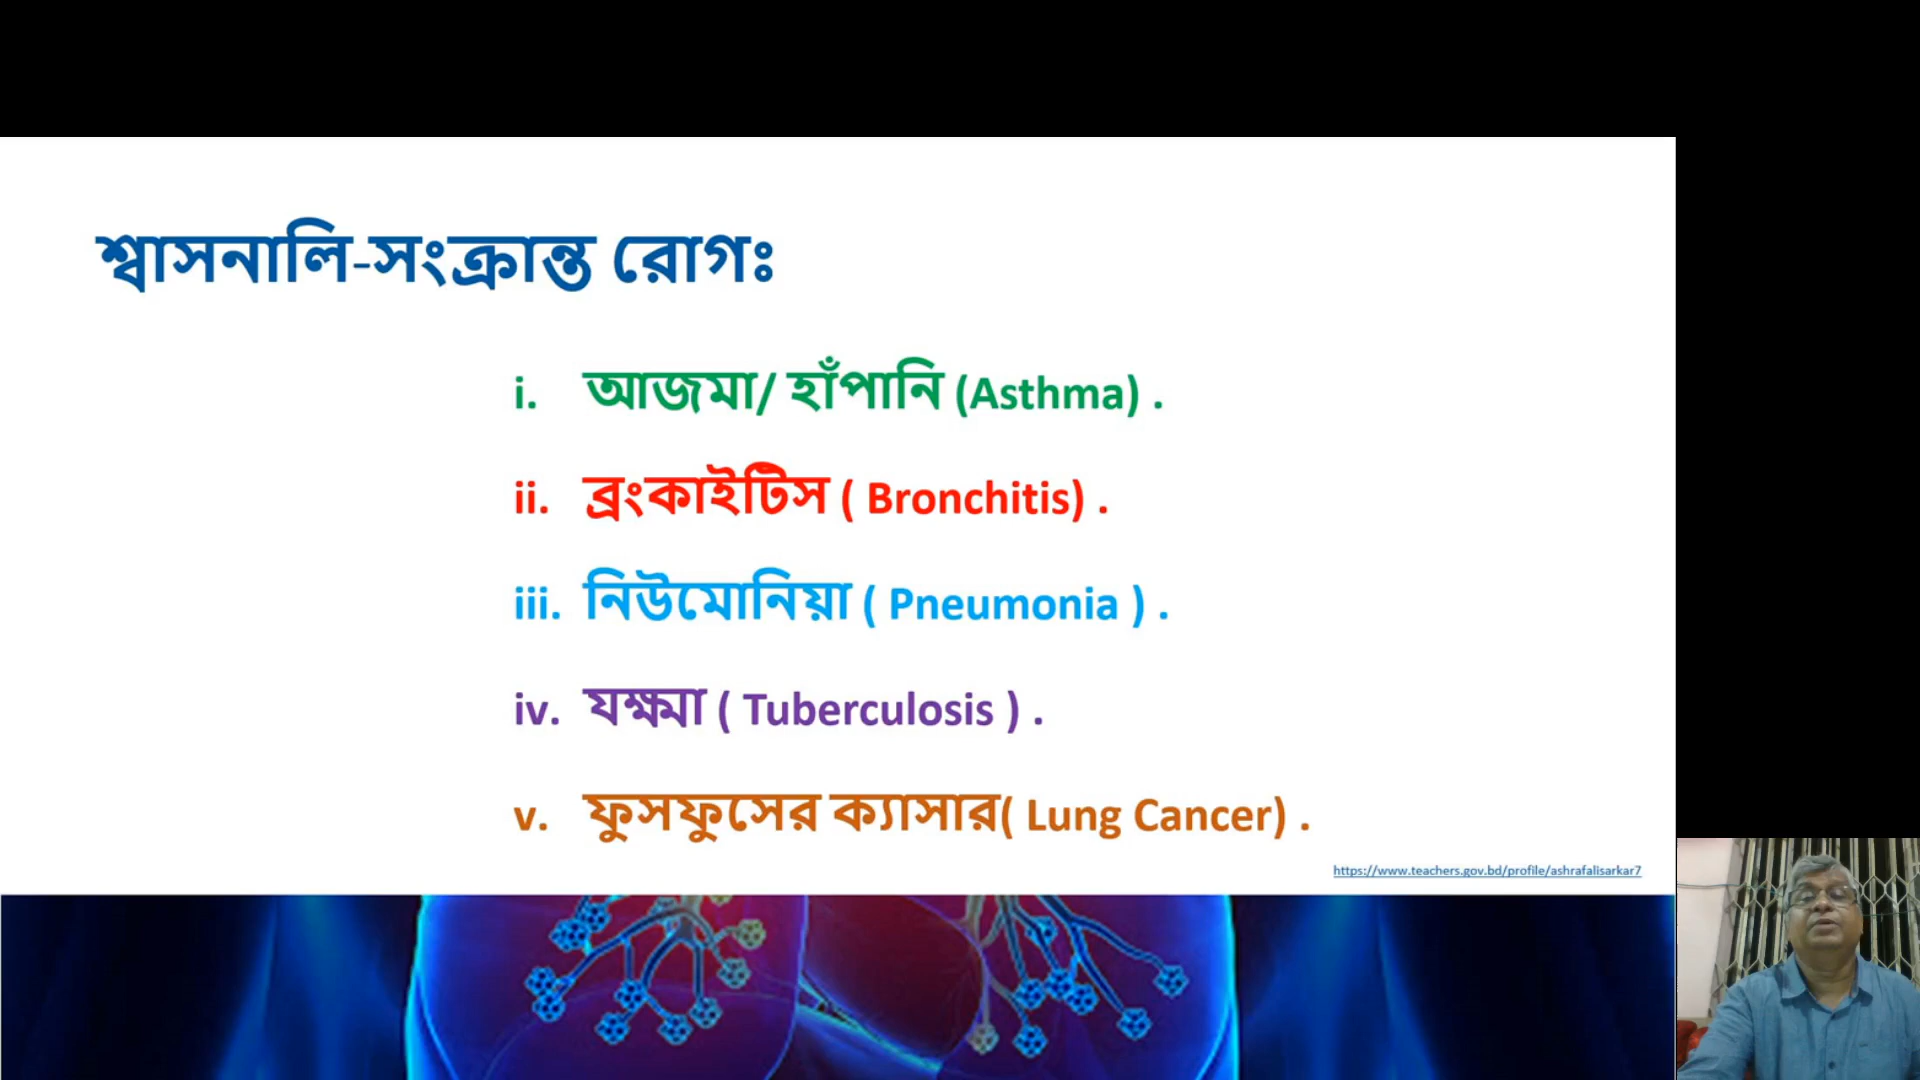 শ্বাসনালি-সংক্রান্ত রোগঃ
i. আজমা/ হাঁপানি (Asthma) .
ii. ব্রংকাইটিস ( Bronchitis) .
iii. নিউমোনিয়া ( Pneumonia ) .
iv. যক্ষ্মা ( Tuberculosis ) .
v. ফুসফুসের ক্যাসার( Lung Cancer) .
https://www.teachers.gov.bd/profile/ashrafalisarkar7